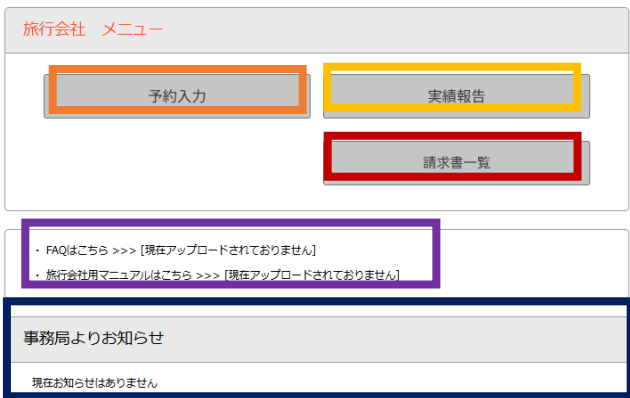 旅行会社　メニュー
予約入力
実績報告
請求書一覧
・ FAQはこちら >>> [現在アップロードされておりません]
・ 旅行会社用マニュアルはこちら >>> [現在アップロードされておりません]
事務局よりお知らせ
現在お知らせはありません